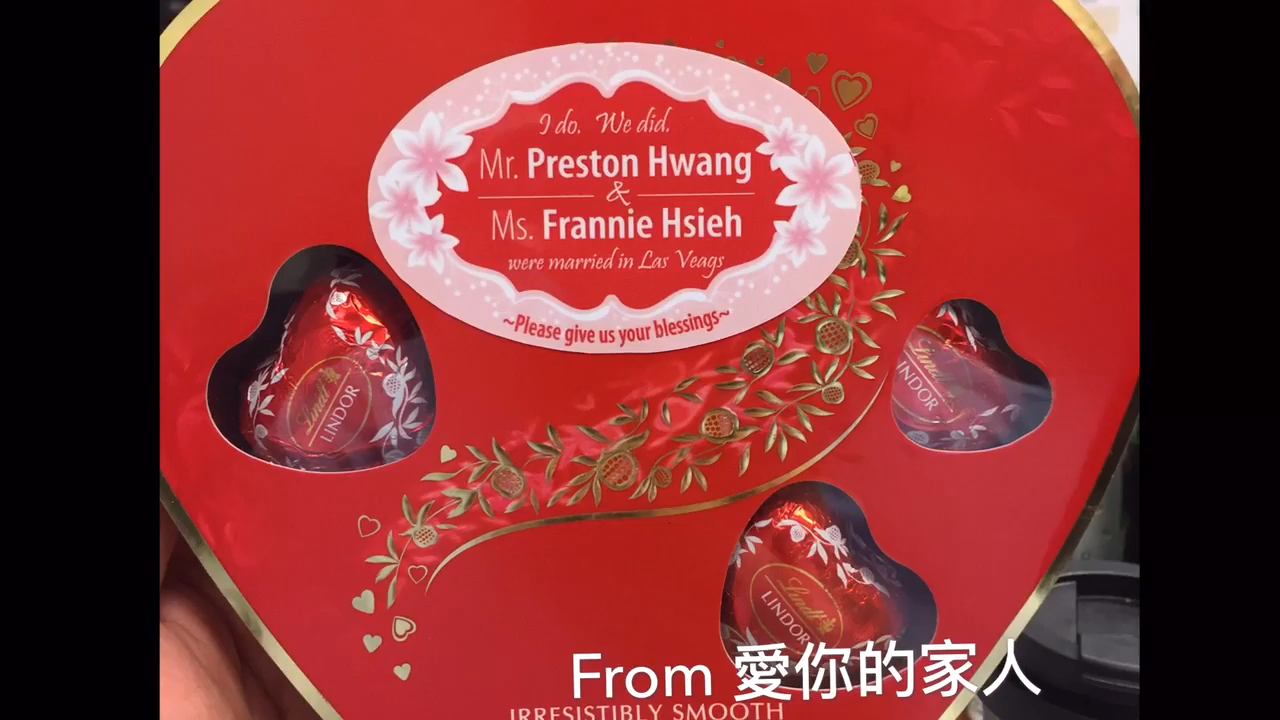 I do. We did.
Mr. Preston Hwang
&
Ms. Frannie Hsieh
were married in Las Veags
~Please give us your blessings~
Lindt
LINDOR
Lindt
INDOR
Lindt
LINDOR
From 愛你的家人
IRRESISTIBLY SMOOTH